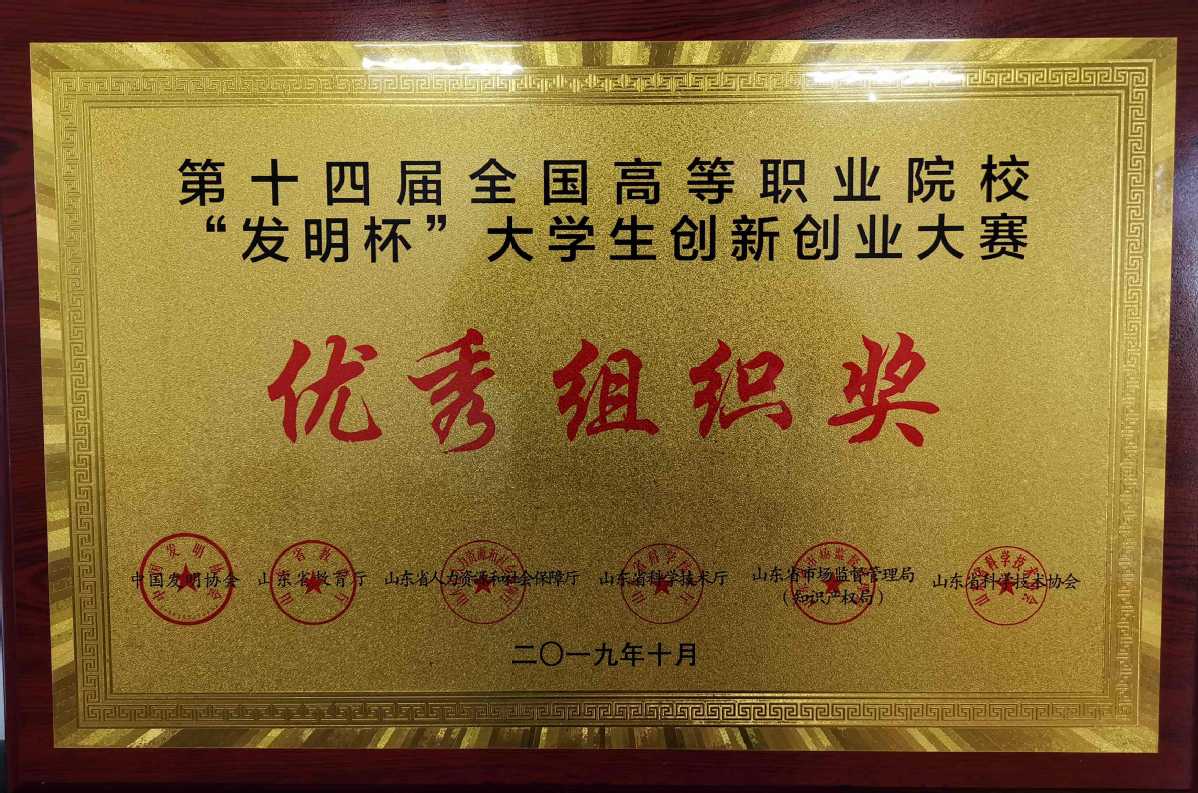 第十四届全国高等职业院校
“发明杯”大学生创新创业大赛
优秀组织奖
中国发明协会 山东省教育厅 山东省人力资源和社会保障厅 山东省科学技术厅 山东省市场监督管理局 山东省科学技术协会
（知识产权局）
二〇一九年十月